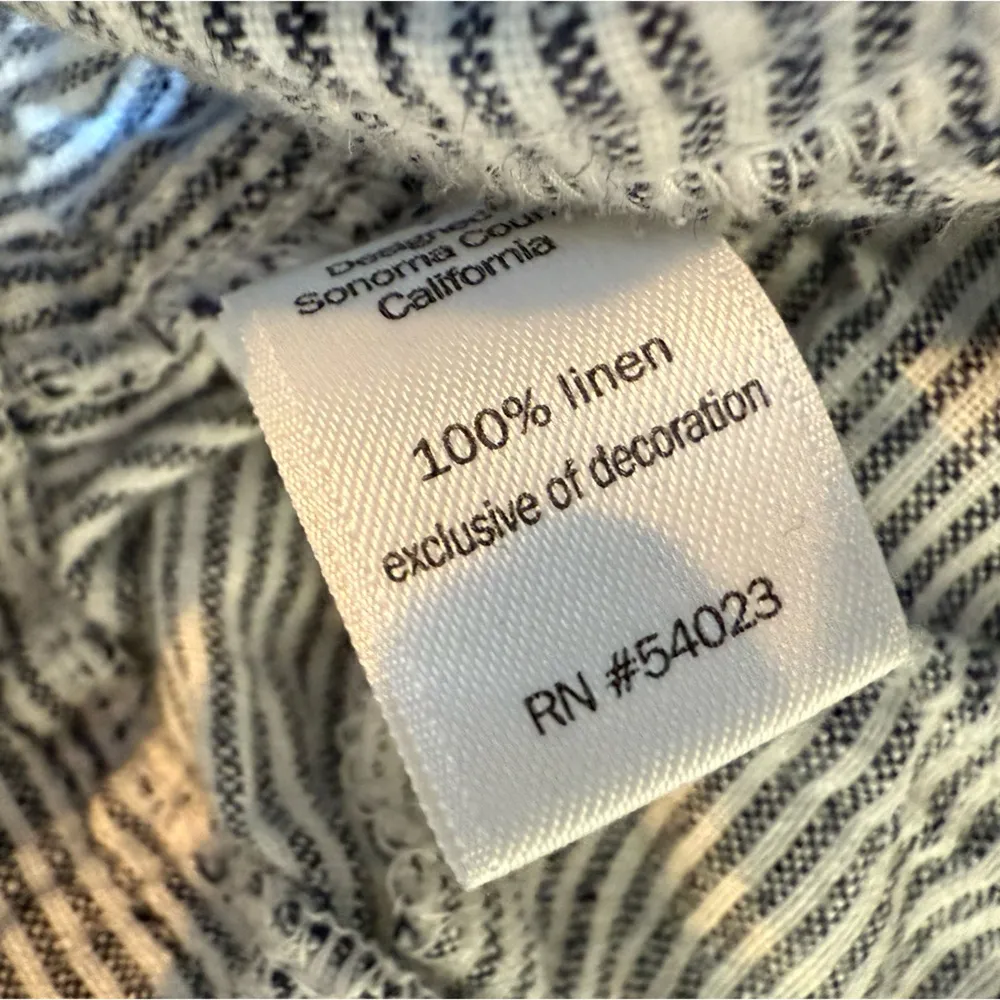 Designed
Sonoma
California
100% linen
exclusive of decoration
RN #54023